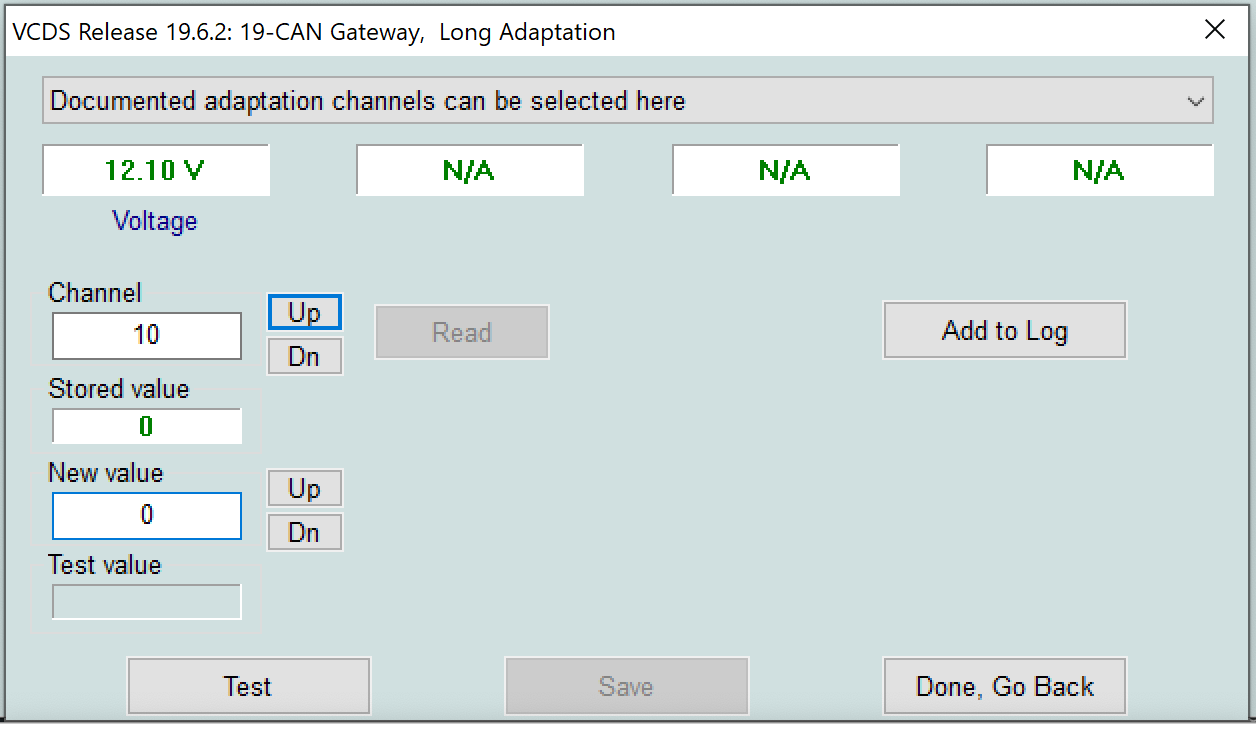 VCDS Release 19.6.2: 19-CAN Gateway,  Long Adaptation
Documented adaptation channels can be selected here
12.10 V
N/A
N/A
N/A
Voltage
Channel
10
Up
Dn
Read
Add to Log
Stored value
0
New value
0
Up
Dn
Test value
Test
Save
Done, Go Back